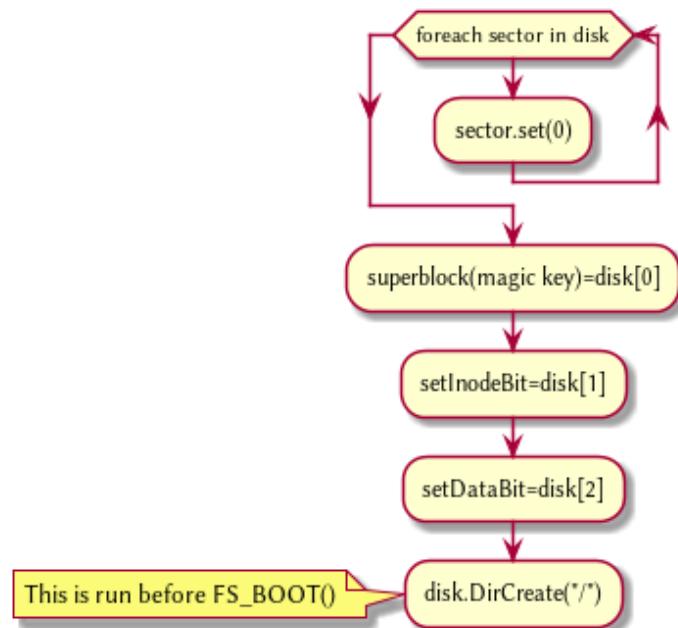 foreach sector in disk
sector.set(0)
superblock(magic key)=disk[0]
setInodeBit=disk[1]
setDataBit=disk[2]
This is run before FS_BOOT()
disk.DirCreate("/")